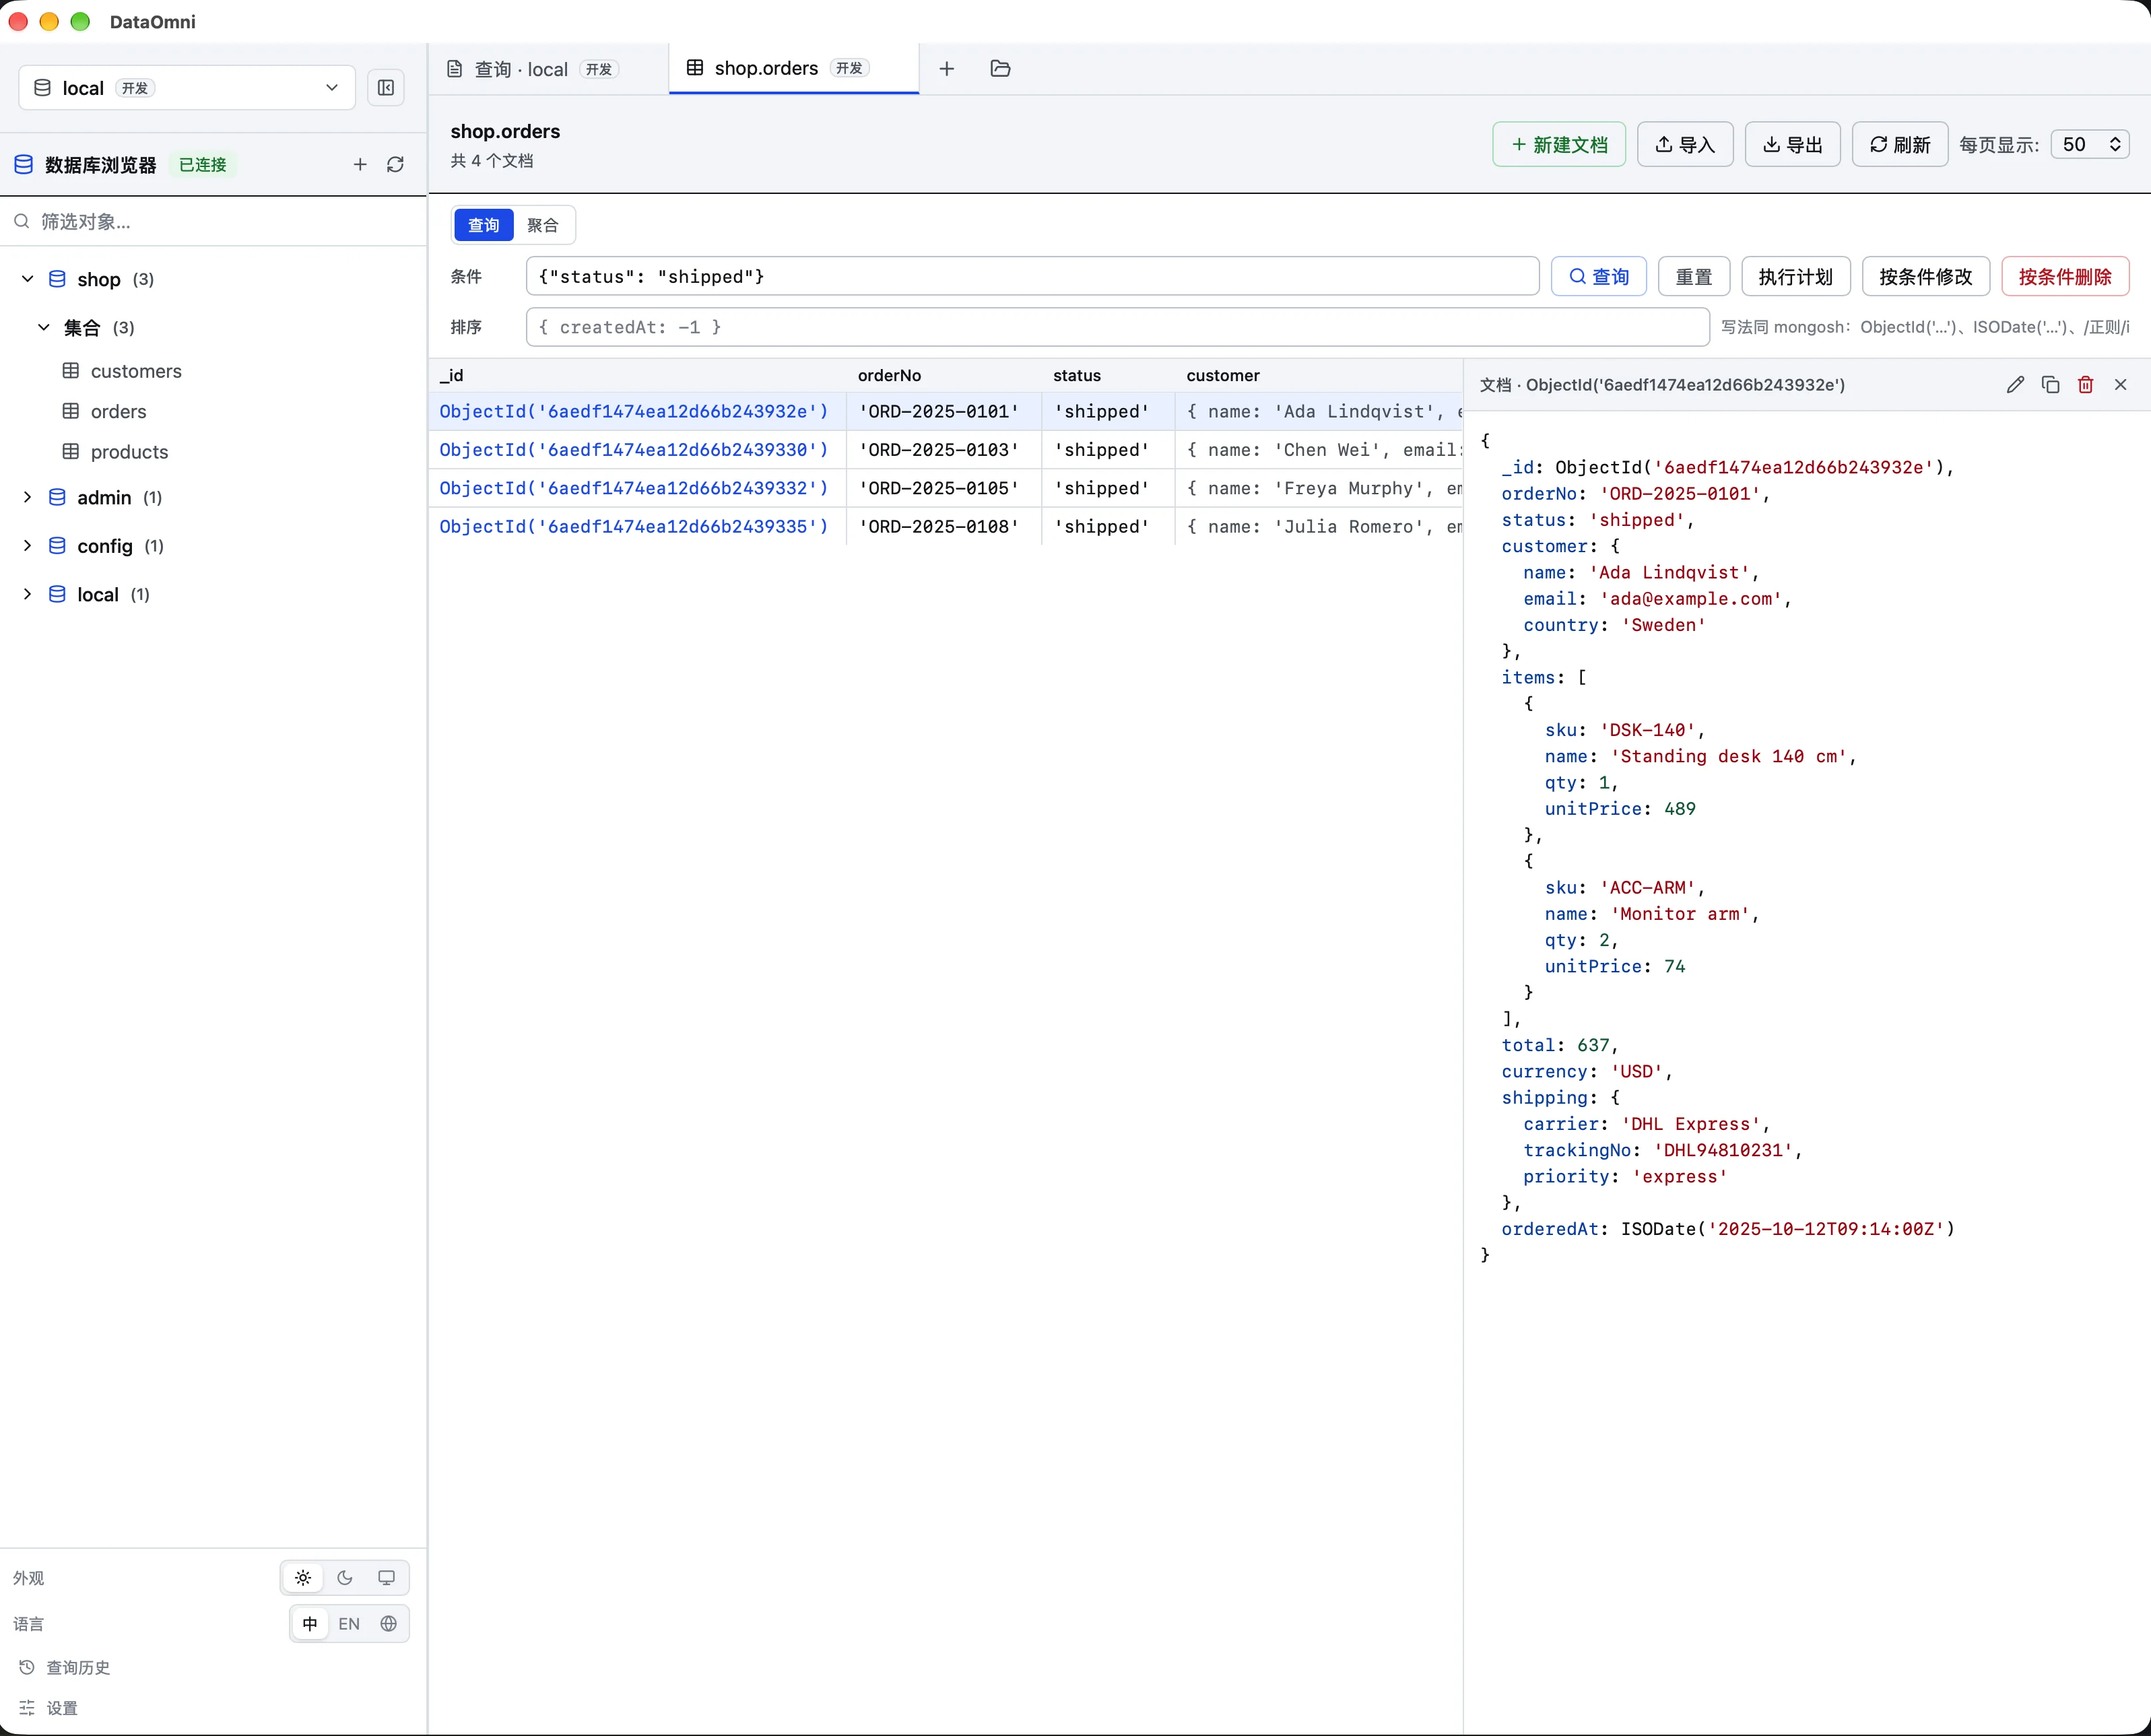 DataOmni
local 开发
数据库浏览器 已连接
筛选对象...
shop (3)
集合 (3)
customers
orders
products
admin (1)
config (1)
local (1)
外观
语言 中 EN
查询历史
设置
查询 · local 开发
shop.orders 开发
shop.orders
共 4 个文档
新建文档 导入 导出 刷新 每页显示: 50
查询 聚合
条件 {"status": "shipped"} 查询 重置 执行计划 按条件修改 按条件删除
排序 { createdAt: -1 } 写法同 mongosh: ObjectId('...')、ISODate('...')、/正则/i
_id orderNo status customer
ObjectId('6aedf1474ea12d66b243932e') 'ORD-2025-0101' 'shipped' { name: 'Ada Lindqvist', e
ObjectId('6aedf1474ea12d66b2439330') 'ORD-2025-0103' 'shipped' { name: 'Chen Wei', email:
ObjectId('6aedf1474ea12d66b2439332') 'ORD-2025-0105' 'shipped' { name: 'Freya Murphy', em
ObjectId('6aedf1474ea12d66b2439335') 'ORD-2025-0108' 'shipped' { name: 'Julia Romero', em
文档 · ObjectId('6aedf1474ea12d66b243932e')
{
_id: ObjectId('6aedf1474ea12d66b243932e'),
orderNo: 'ORD-2025-0101',
status: 'shipped',
customer: {
name: 'Ada Lindqvist',
email: 'ada@example.com',
country: 'Sweden'
},
items: [
{
sku: 'DSK-140',
name: 'Standing desk 140 cm',
qty: 1,
unitPrice: 489
},
{
sku: 'ACC-ARM',
name: 'Monitor arm',
qty: 2,
unitPrice: 74
}
],
total: 637,
currency: 'USD',
shipping: {
carrier: 'DHL Express',
trackingNo: 'DHL94810231',
priority: 'express'
},
orderedAt: ISODate('2025-10-12T09:14:00Z')
}